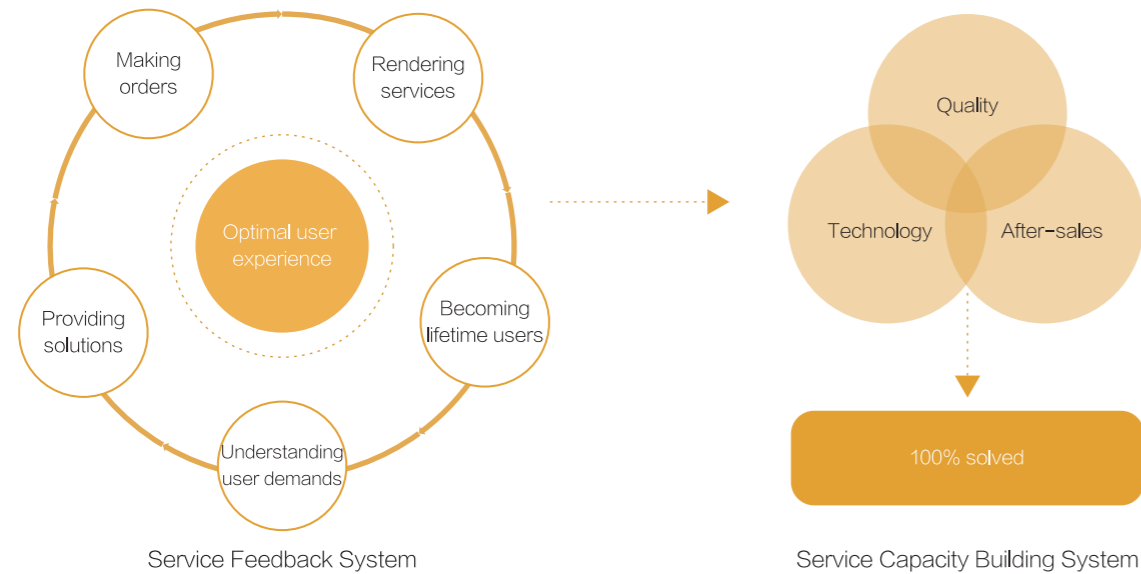 Making
orders
Rendering
services
Optimal user
experience
Providing
solutions
Becoming
lifetime users
Understanding
user demands
Service Feedback System
Quality
Technology
After-sales
100% solved
Service Capacity Building System